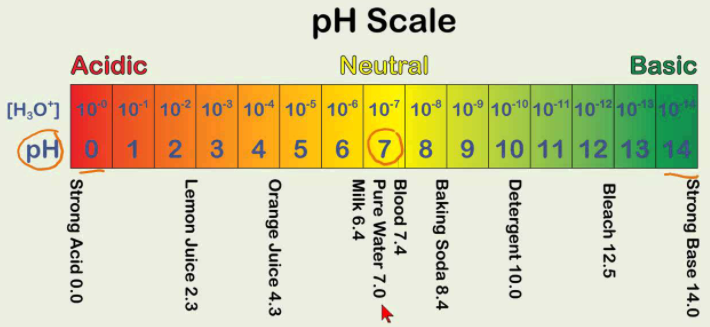 pH Scale
Acidic Neutral Basic
[H₃O⁺] 10⁻⁰ 10⁻¹ 10⁻² 10⁻³ 10⁻⁴ 10⁻⁵ 10⁻⁶ 10⁻⁷ 10⁻⁸ 10⁻⁹ 10⁻¹⁰ 10⁻¹¹ 10⁻¹² 10⁻¹³ 10⁻¹⁴
pH 0 1 2 3 4 5 6 7 8 9 10 11 12 13 14
Strong Acid 0.0
Lemon Juice 2.3
Orange Juice 4.3
Milk 6.4
Pure Water 7.0
Blood 7.4
Baking Soda 8.4
Detergent 10.0
Bleach 12.5
Strong Base 14.0